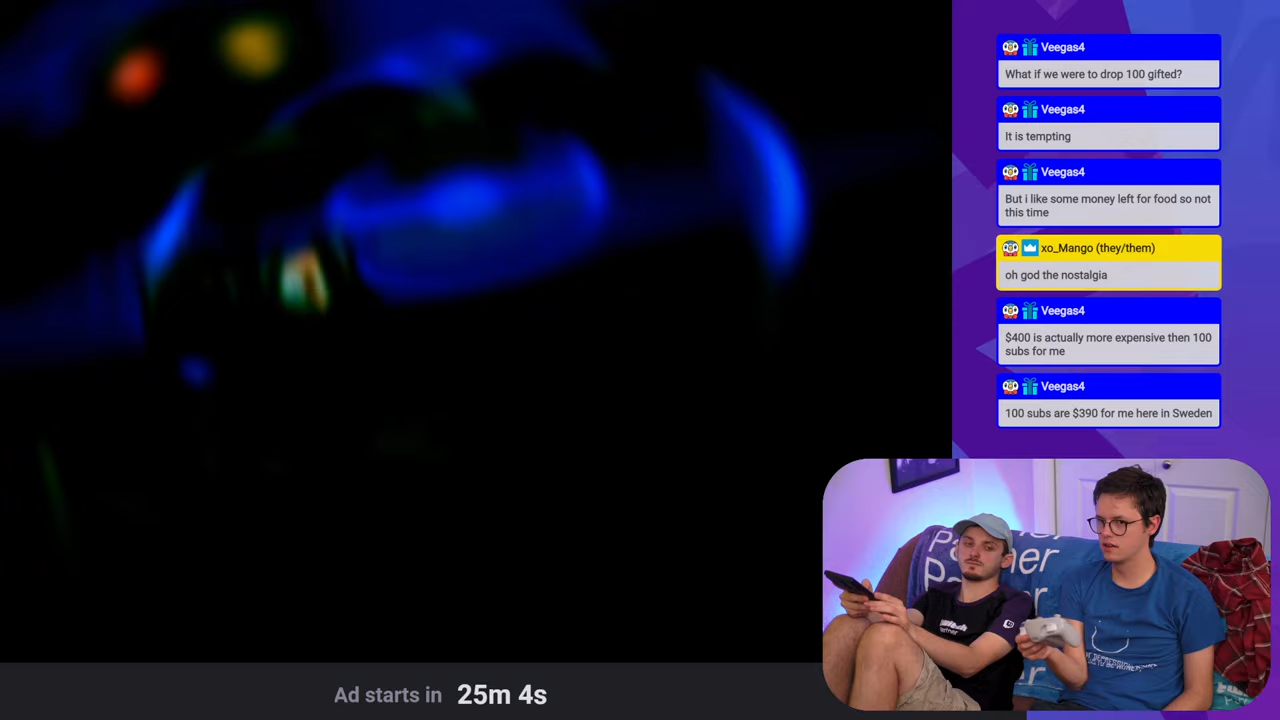 Veegas4
What if we were to drop 100 gifted?
Veegas4
It is tempting
Veegas4
But i like some money left for food so not
this time
xo_Mango (they/them)
oh god the nostalgia
Veegas4
$400 is actually more expensive then 100
subs for me
Veegas4
100 subs are $390 for me here in Sweden
Ad starts in 25m 4s